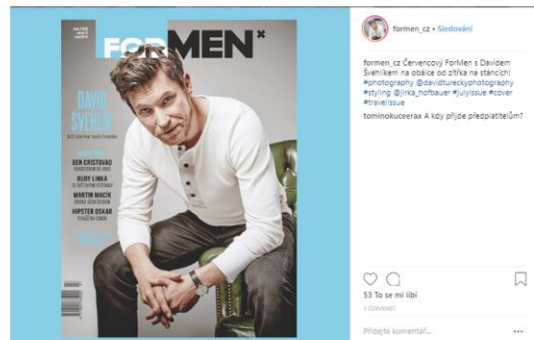 FORMEN
DAVID
ŠVEHLÍK
BEN CRISTOVAO
RUDY LINKA
MARTIN MACÍK
HIPSTER OSKAR
formen_cz • Sledování
formen_cz Červencový ForMen s Davidem
Švehlíkem na obálce od zítřka na stáncích!
#photography @davidtureckyphotography
#styling @jirka_hofbauer #julyissue #cover
#travelissue
tominokuceeraa A kdy přijde předplatitelům?
53 To se mi líbí
ČERVENEC
Přidejte komentář...